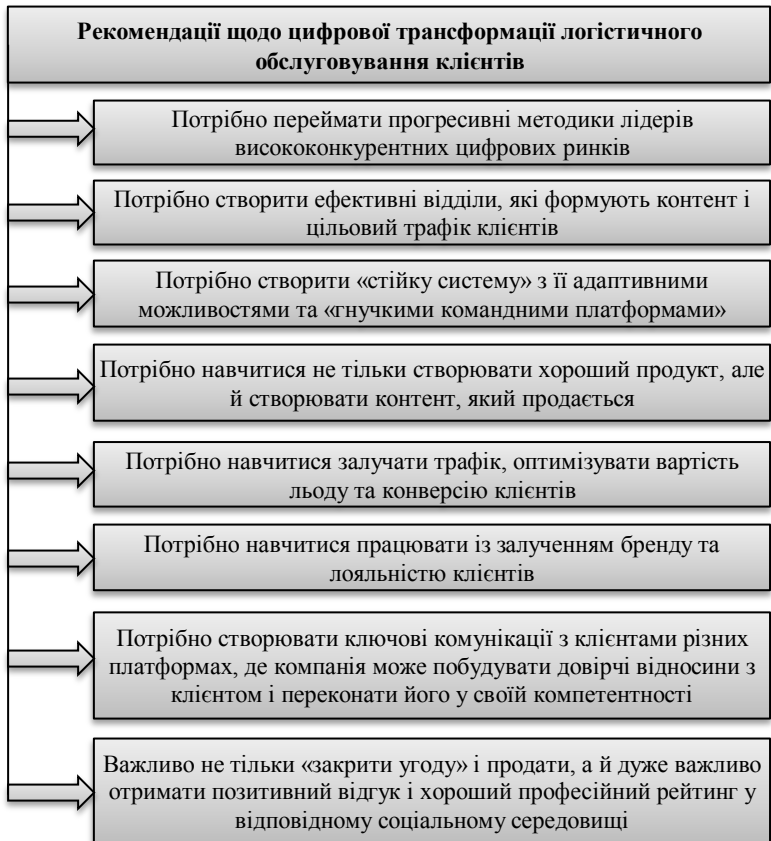 Рекомендації щодо цифрової трансформації логістичного
обслуговування клієнтів
Потрібно переймати прогресивні методики лідерів
висококонкурентних цифрових ринків
Потрібно створити ефективні відділи, які формують контент і
цільовий трафік клієнтів
Потрібно створити «стійку систему» з її адаптивними
можливостями та «гнучкими командними платформами»
Потрібно навчитися не тільки створювати хороший продукт, але
й створювати контент, який продається
Потрібно навчитися залучати трафік, оптимізувати вартість
льоду та конверсію клієнтів
Потрібно навчитися працювати із залученням бренду та
лояльністю клієнтів
Потрібно створювати ключові комунікації з клієнтами різних
платформах, де компанія може побудувати довірчі відносини з
клієнтом і переконати його у своїй компетентності
Важливо не тільки «закрити угоду» і продати, а й дуже важливо
отримати позитивний відгук і хороший професійний рейтинг у
відповідному соціальному середовищі